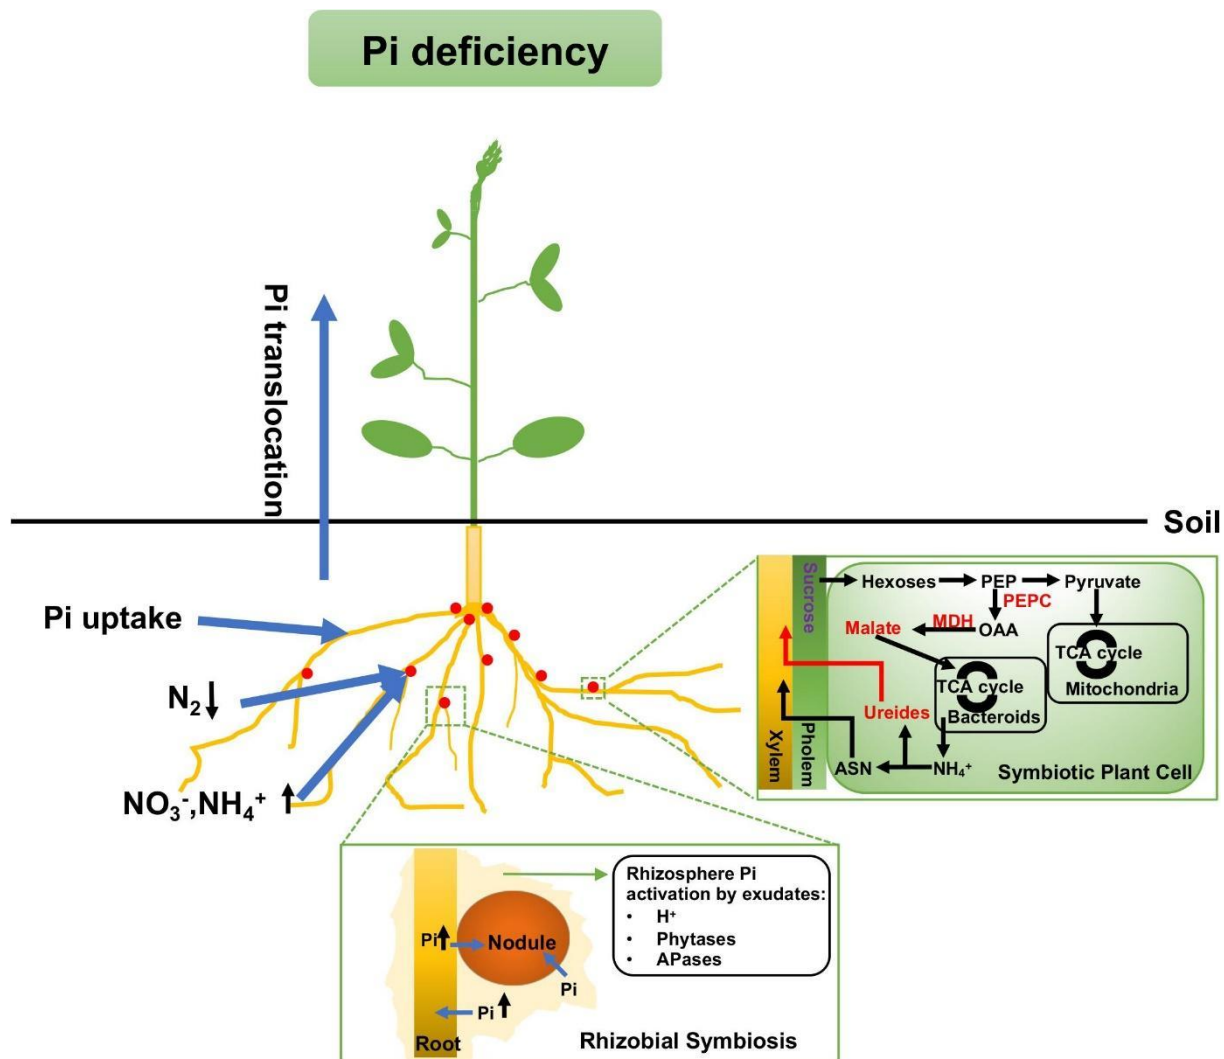 Pi deficiency
Pi translocation
Soil
Pi uptake
N₂
NO₃⁻,NH₄⁺
Sucrose
Hexoses
PEP
Pyruvate
PEPC
MDH
Malate
OAA
TCA cycle
Mitochondria
TCA cycle
Bacteroids
Ureides
Xylem
Pholem
ASN
NH₄⁺
Symbiotic Plant Cell
Rhizosphere Pi
activation by exudates:
• H⁺
• Phytases
• APases
Pi
Nodule
Pi
Pi
Root
Rhizobial Symbiosis